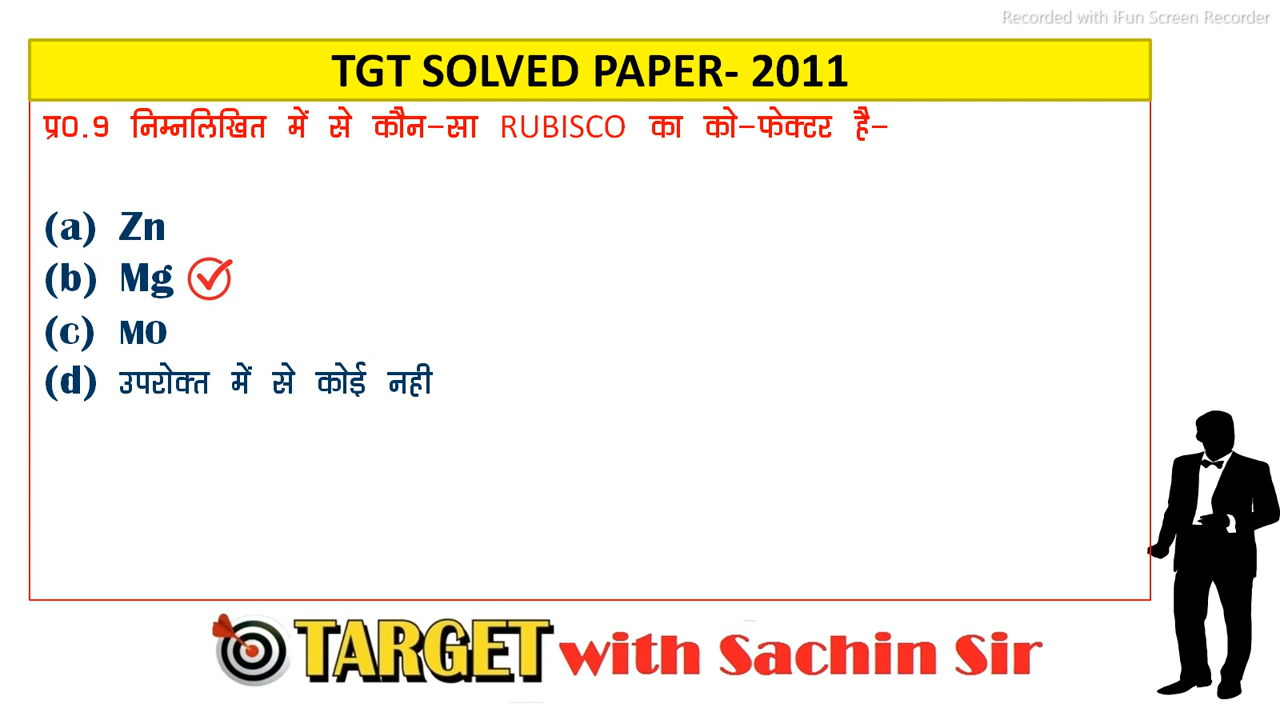 Recorded with iFun Screen Recorder
TGT SOLVED PAPER- 2011
प्र0.9 निम्नलिखित में से कौन-सा RUBISCO का को-फेक्टर है-
(a) Zn
(b) Mg
(c) MO
(d) उपरोक्त में से कोई नही
TARGET with Sachin Sir